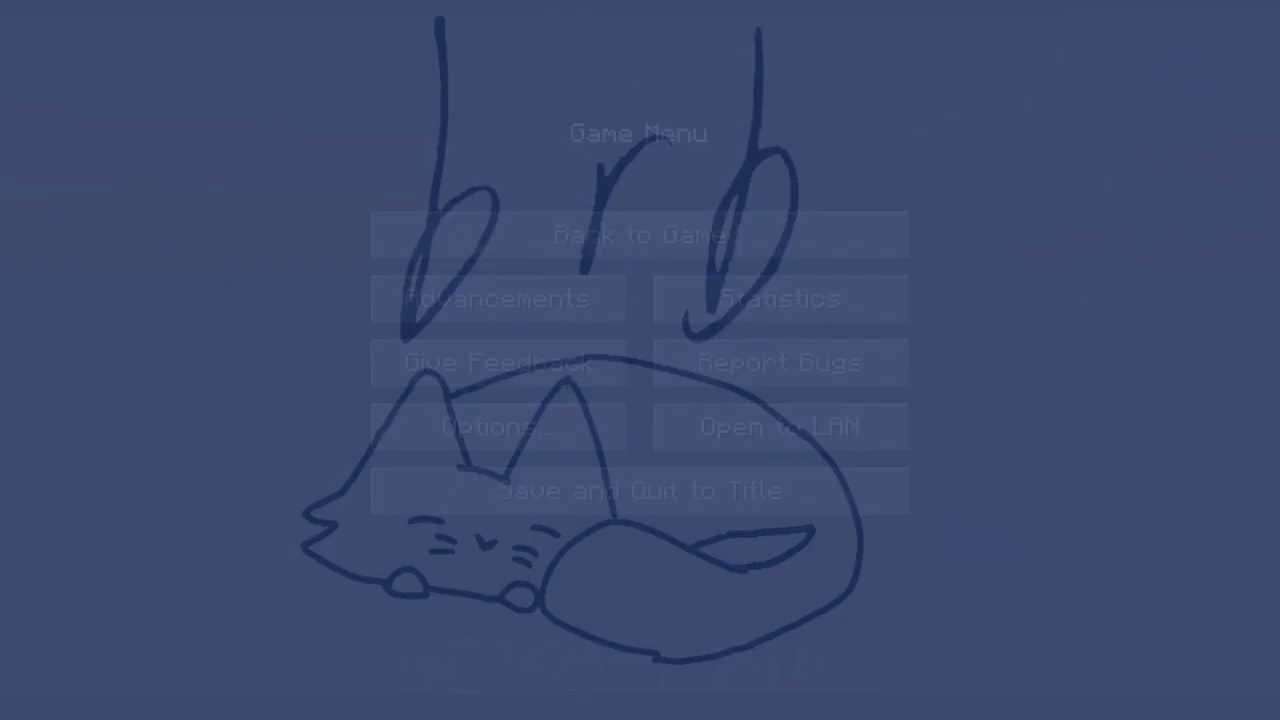 brb
Game Menu
Back to Game
Advancements Statistics
Give Feedback Report Bugs
Options... Open to LAN
Save and Quit to Title